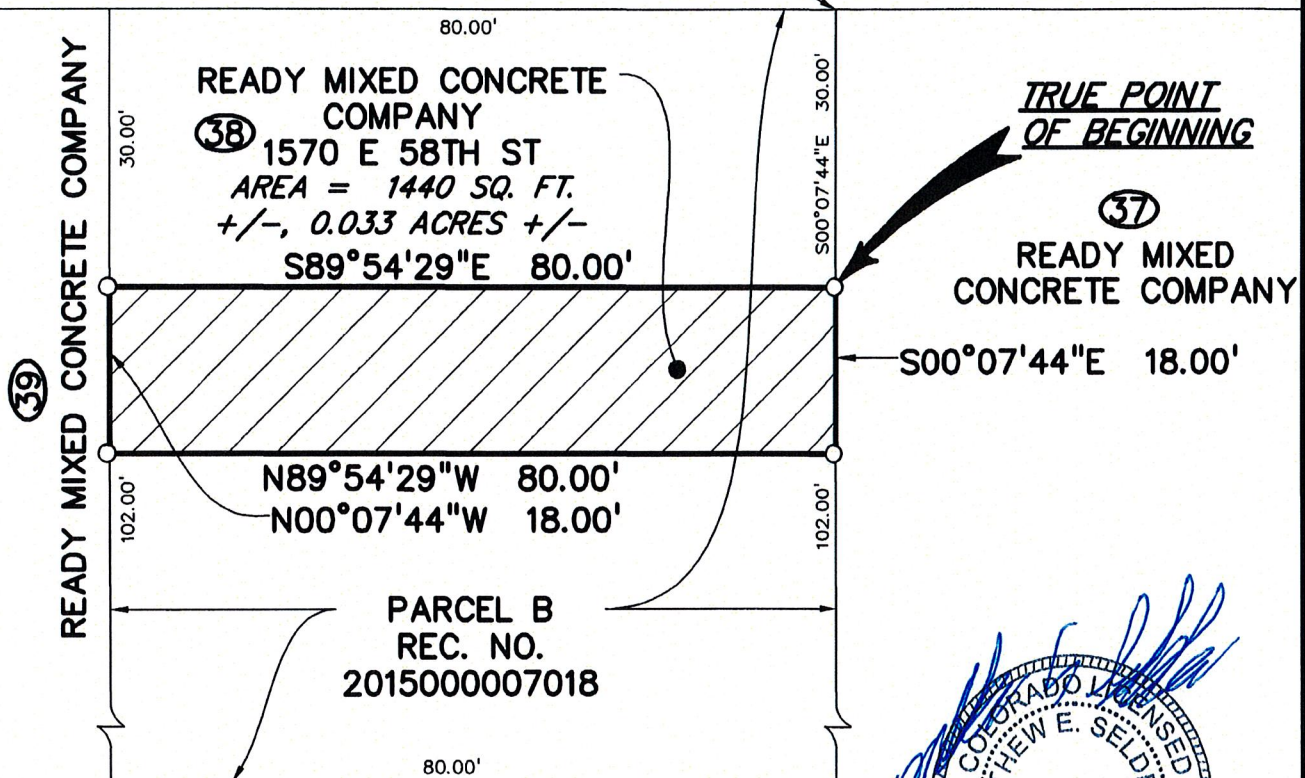 80.00'
READY MIXED CONCRETE
COMPANY
38
1570 E 58TH ST
AREA = 1440 SQ. FT.
+/-, 0.033 ACRES +/-
S89°54'29"E 80.00'
30.00'
S00°07'44"E 30.00'
TRUE POINT
OF BEGINNING
37
READY MIXED
CONCRETE COMPANY
S00°07'44"E 18.00'
39
READY MIXED CONCRETE COMPANY
N89°54'29"W 80.00'
N00°07'44"W 18.00'
102.00'
102.00'
PARCEL B
REC. NO.
2015000007018
80.00'
COLORADO LICENSED